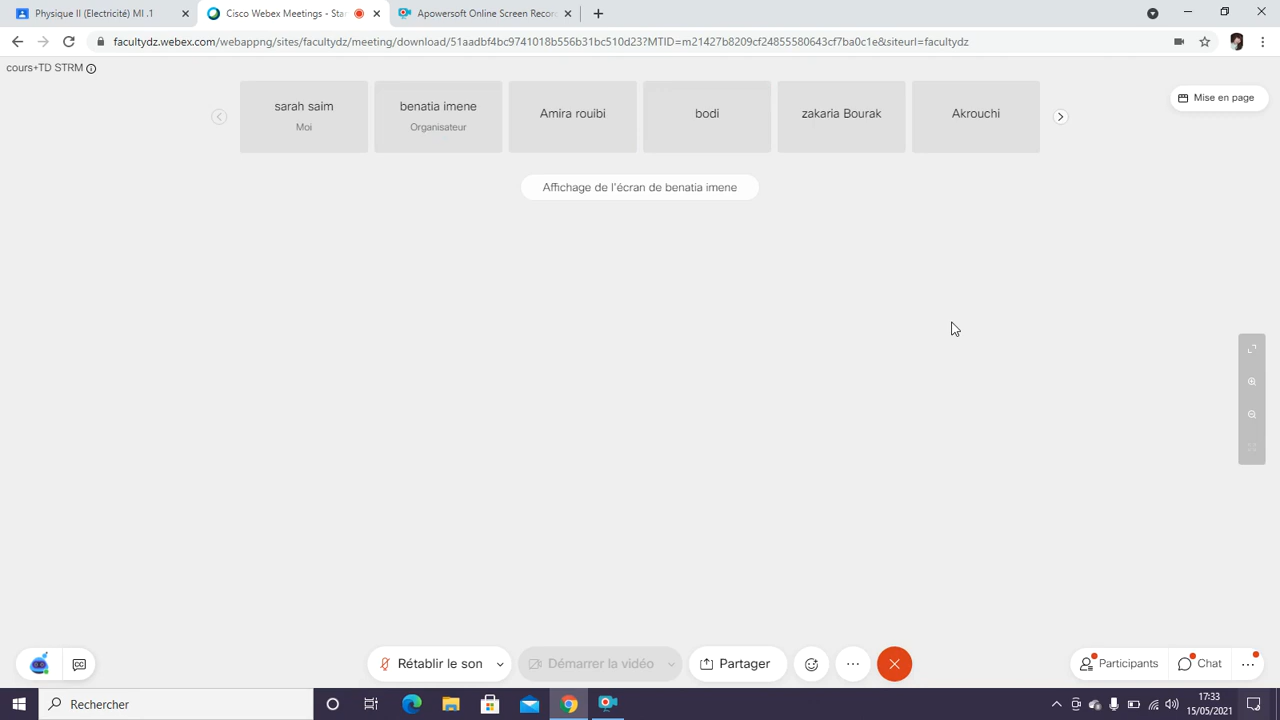 Physique II (Electricité) MI .1
Cisco Webex Meetings - Star
Apowersoft Online Screen Recor
facultydz.webex.com/webappng/sites/facultydz/meeting/download/51aadbf4bc9741018b556b31bc510d23?MTID=m21427b8209cf24855580643cf7ba0c1e&siteurl=facultydz
cours+TD STRM
sarah saim
Moi
benatia imene
Organisateur
Amira rouibi
bodi
zakaria Bourak
Akrouchi
Mise en page
Affichage de l'écran de benatia imene
CC
Rétablir le son
Démarrer la vidéo
Partager
Participants
Chat
Rechercher
17:33
15/05/2021